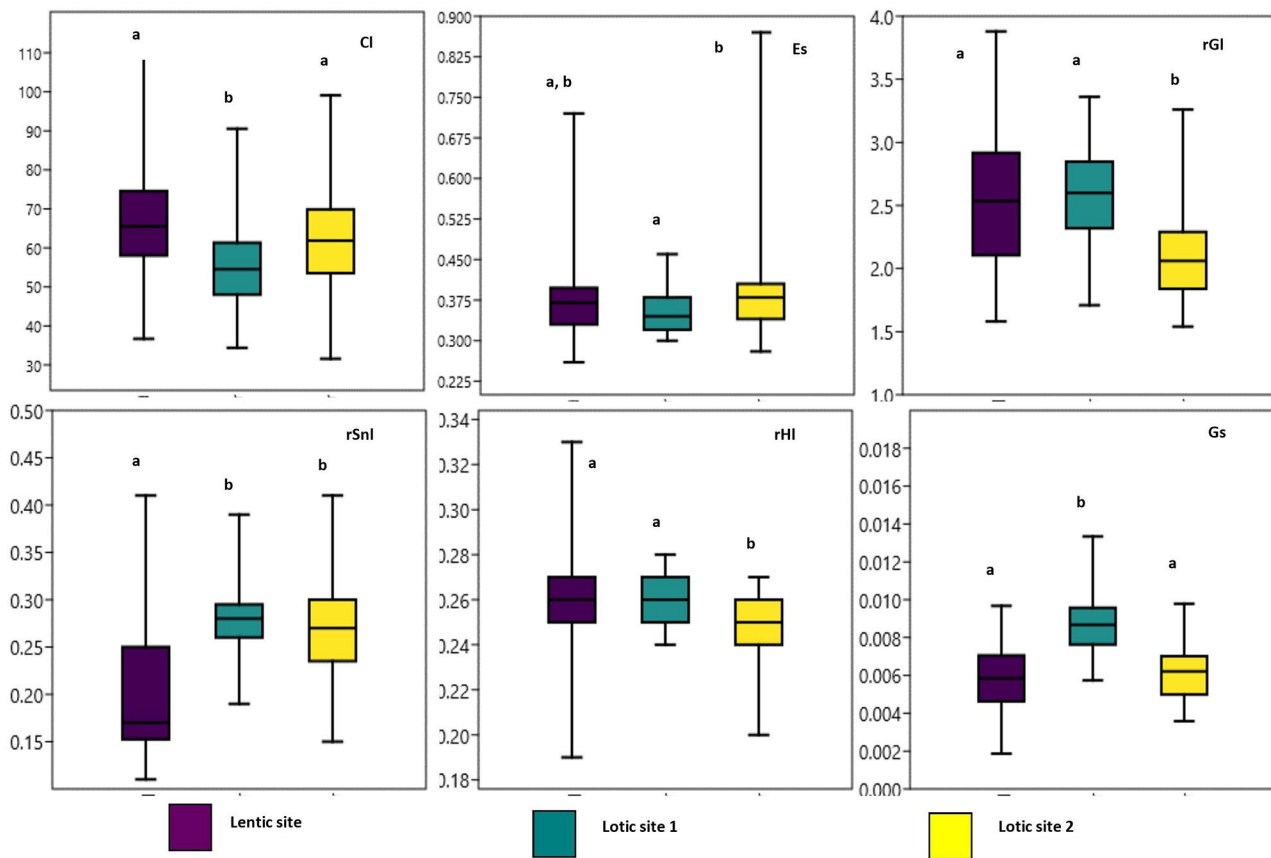 Cl
a
b
a
110
100
90
80
70
60
50
40
30
Es
a, b
a
b
0.900
0.825
0.750
0.675
0.600
0.525
0.450
0.375
0.300
0.225
rGl
a
a
b
4.0
3.5
3.0
2.5
2.0
1.5
1.0
rSnl
a
b
b
0.50
0.45
0.40
0.35
0.30
0.25
0.20
0.15
rHl
a
a
b
0.34
0.32
0.30
0.28
0.26
0.24
0.22
0.20
0.18
Gs
a
b
a
0.018
0.016
0.014
0.012
0.010
0.008
0.006
0.004
0.002
0.000
Lentic site
Lotic site 1
Lotic site 2